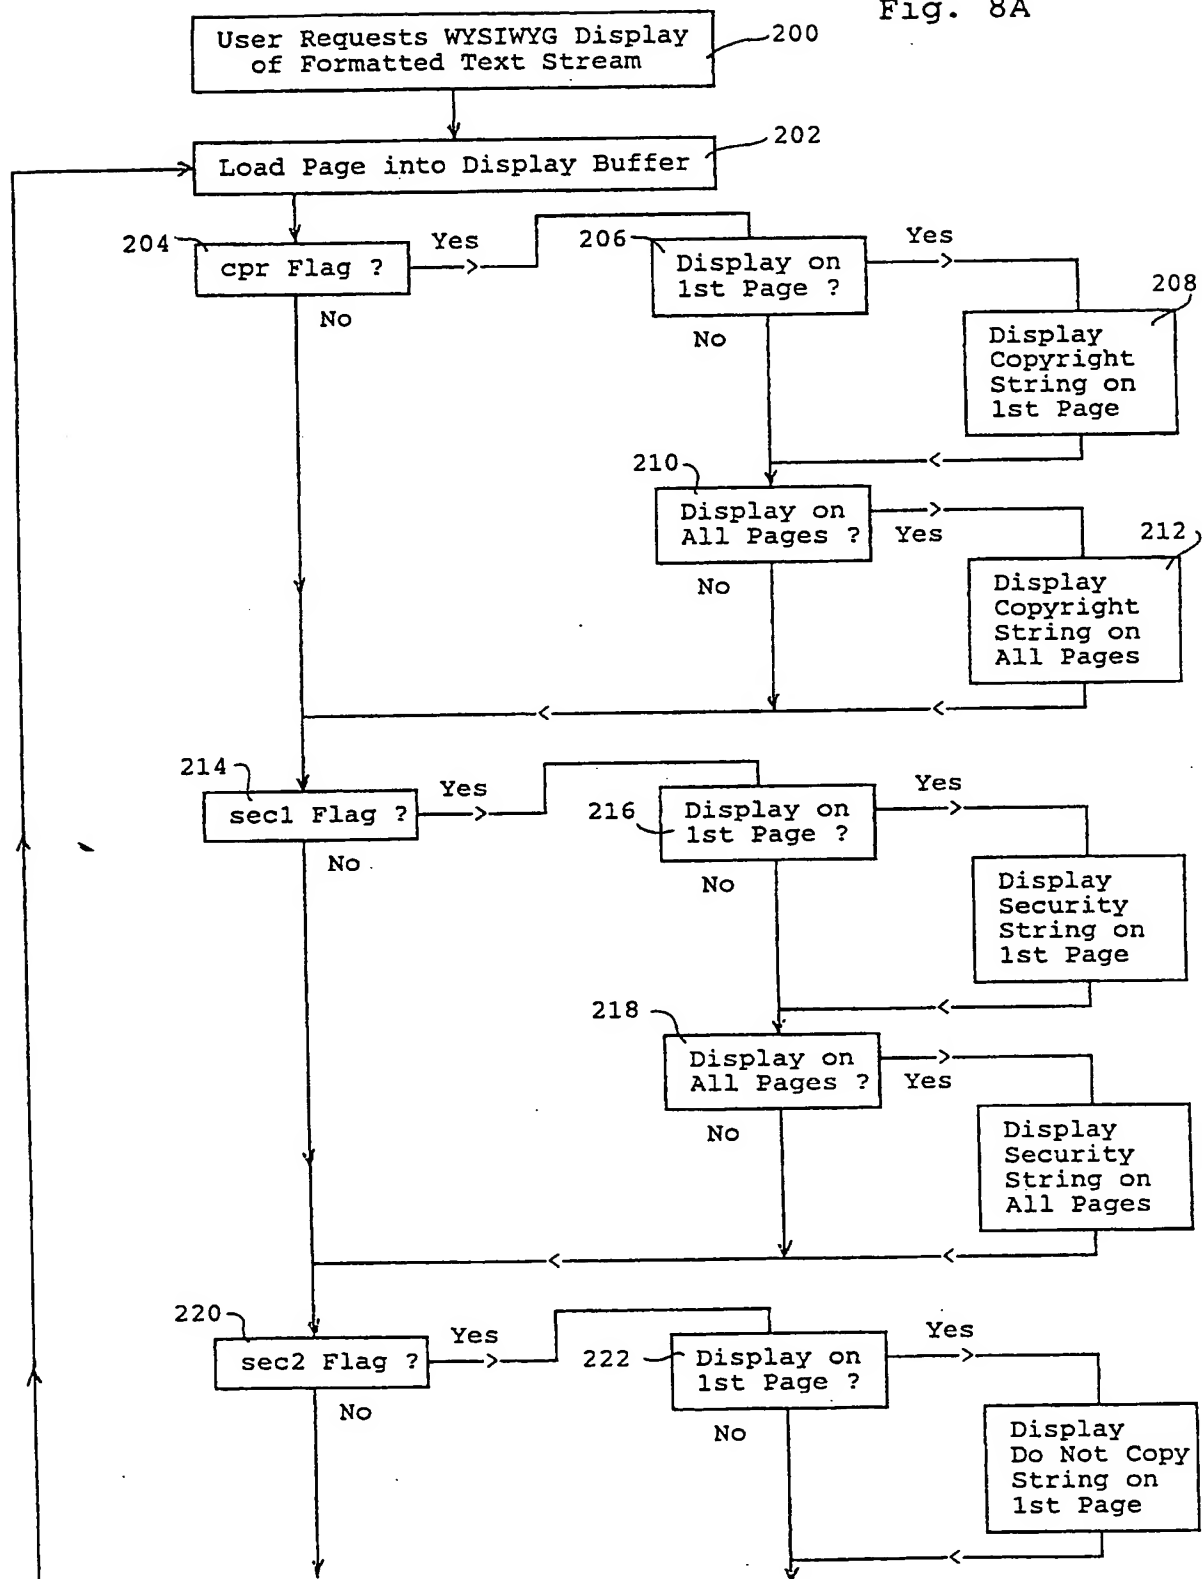 Fig. 8A
User Requests WYSIWYG Display
of Formatted Text Stream
200
Load Page into Display Buffer
202
204
cpr Flag ?
Yes
No
206
Display on
1st Page ?
Yes
No
208
Display
Copyright
String on
1st Page
210
Display on
All Pages ?
Yes
No
212
Display
Copyright
String on
All Pages
214
sec1 Flag ?
Yes
No
216
Display on
1st Page ?
Yes
No
Display
Security
String on
1st Page
218
Display on
All Pages ?
Yes
No
Display
Security
String on
All Pages
220
sec2 Flag ?
Yes
No
222
Display on
1st Page ?
Yes
No
Display
Do Not Copy
String on
1st Page